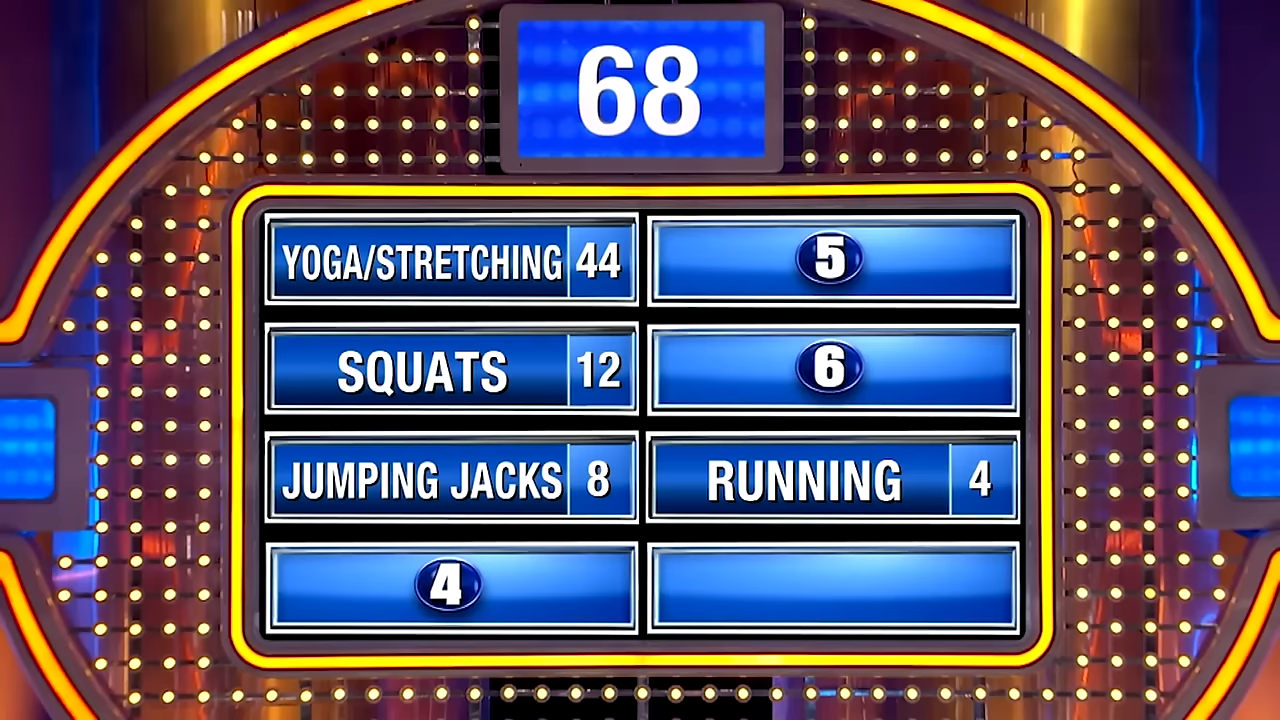 68
YOGA/STRETCHING 44
5
SQUATS 12
6
JUMPING JACKS 8
RUNNING 4
4